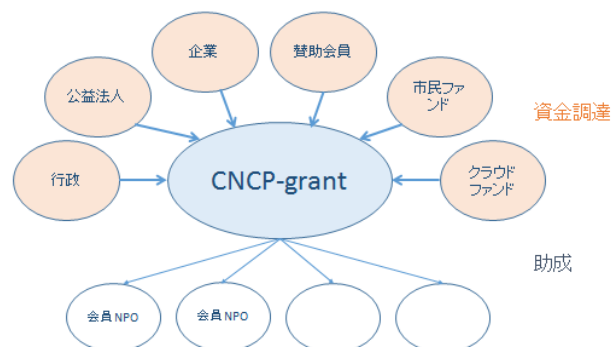 企業
賛助会員
公益法人
市民ファ
ンド
資金調達
行政
CNCP-grant
クラウド
ファンド
助成
会員 NPO
会員 NPO